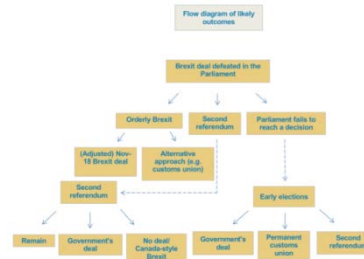 Flow diagram of likely
outcomes
Brexit deal defeated in the
Parliament
Orderly Brexit
Second
referendum
Parliament fails to
reach a decision
(Adjusted) Nov-
18 Brexit deal
Alternative
approach (e.g.
customs union)
Second
referendum
Early elections
Remain
Government's
deal
No deal/
Canada-style
Brexit
Government's
deal
Permanent
customs
union
Second
referendum